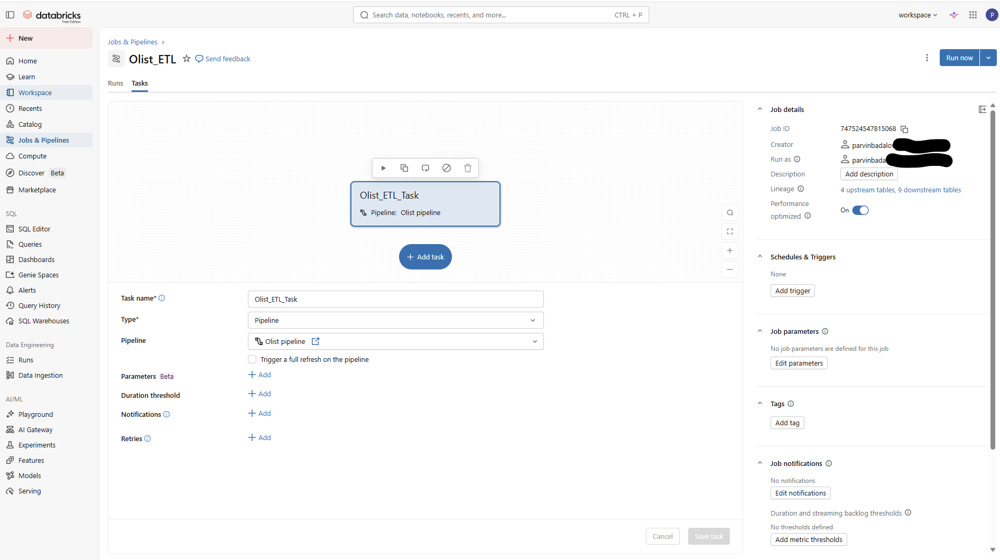 databricks
Free Edition
Search data, notebooks, recents, and more...
CTRL + P
workspace
P
New
Home
Learn
Workspace
Recents
Catalog
Jobs & Pipelines
Compute
Discover Beta
Marketplace
SQL
SQL Editor
Queries
Dashboards
Genie Spaces
Alerts
Query History
SQL Warehouses
Data Engineering
Runs
Data Ingestion
AI/ML
Playground
AI Gateway
Experiments
Features
Models
Serving
Jobs & Pipelines
Olist_ETL
Send feedback
Run now
Runs Tasks
Olist_ETL_Task
Pipeline: Olist pipeline
Add task
Task name* Olist_ETL_Task
Type* Pipeline
Pipeline Olist pipeline
Trigger a full refresh on the pipeline
Parameters Beta Add
Duration threshold Add
Notifications Add
Retries Add
Cancel
Save task
Job details
Job ID 747524547815068
Creator parvinbadalov
Run as parvinbada
Description Add description
Lineage 4 upstream tables, 9 downstream tables
Performance
optimized On
Schedules & Triggers
None
Add trigger
Job parameters
No job parameters are defined for this job
Edit parameters
Tags
Add tag
Job notifications
No notifications
Edit notifications
Duration and streaming backlog thresholds
No thresholds defined
Add metric thresholds